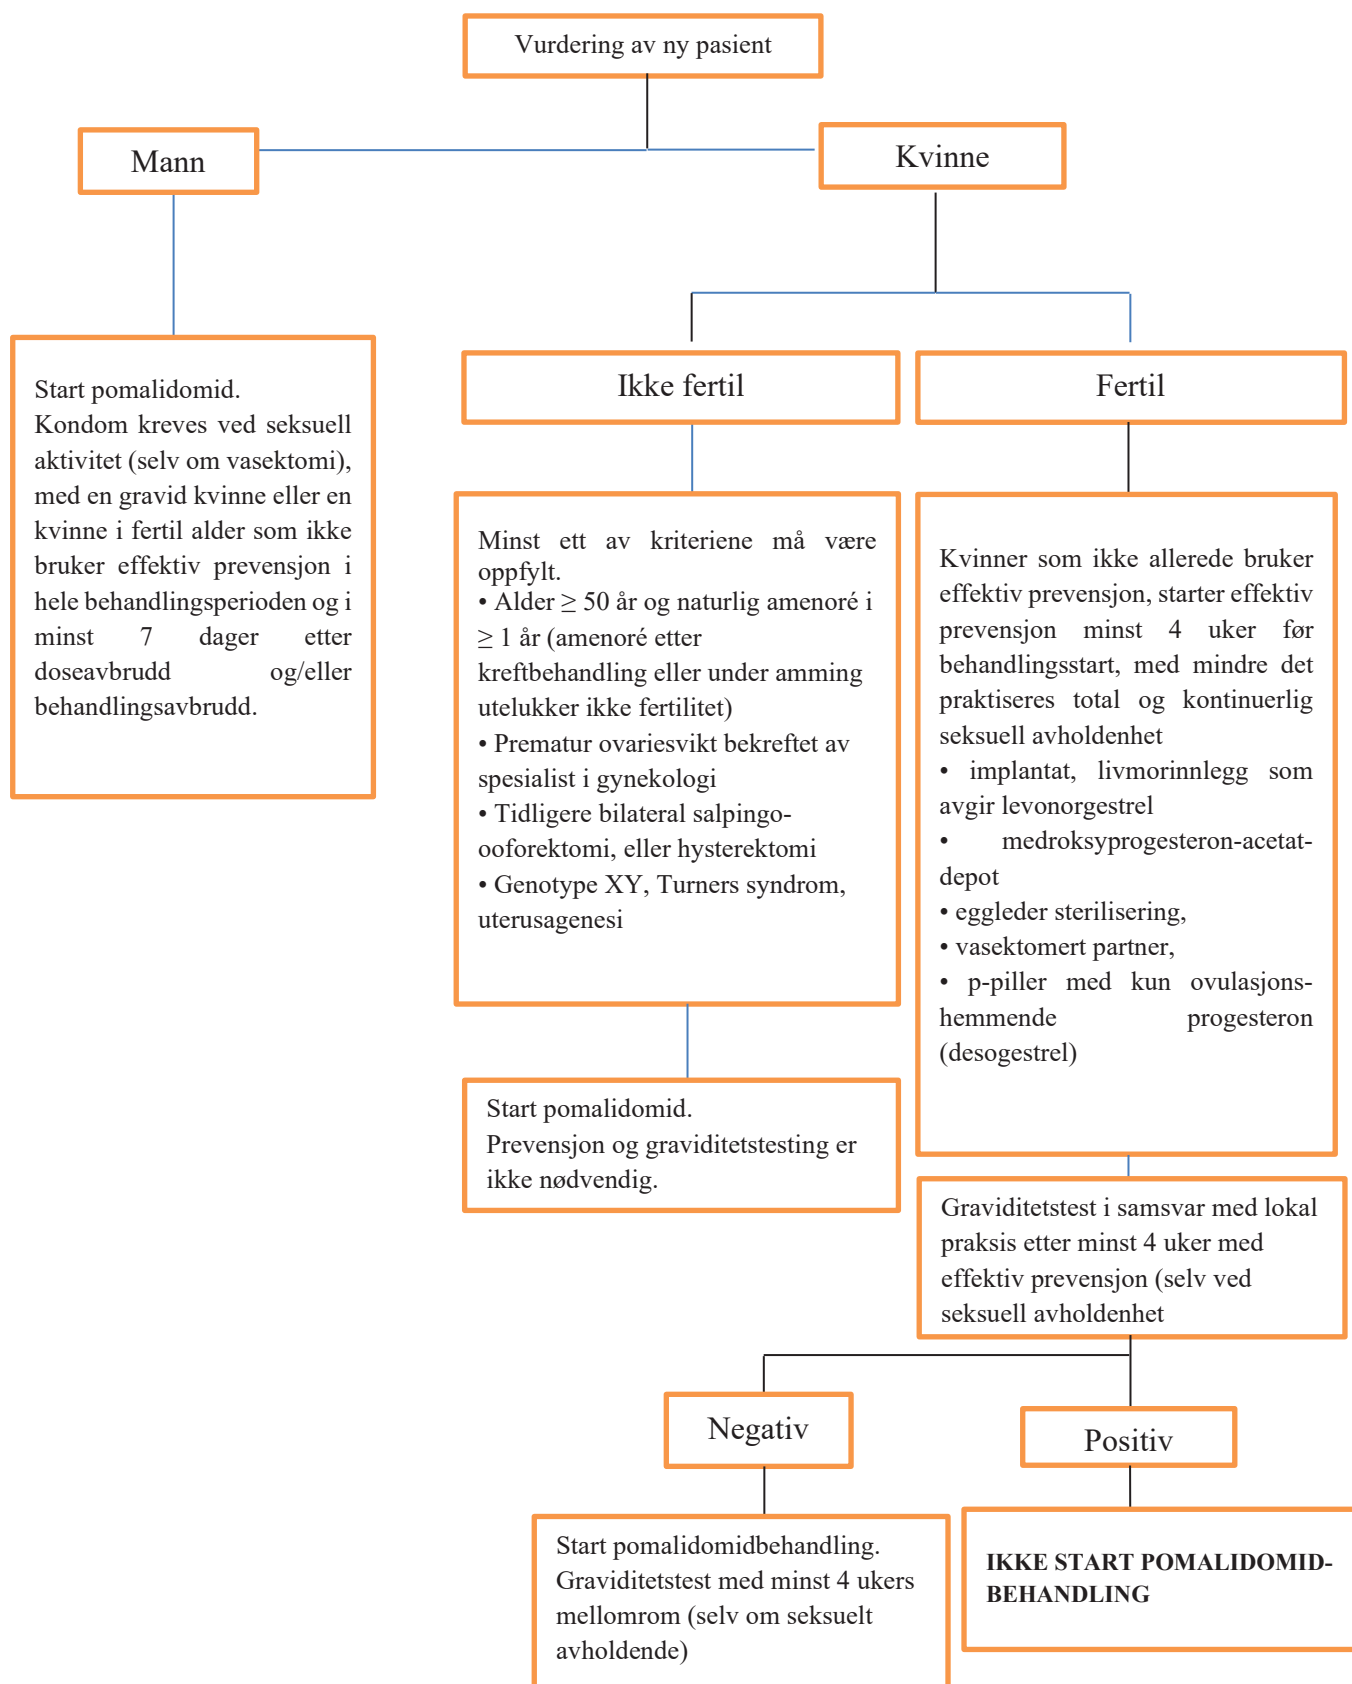 Vurdering av ny pasient
Mann
Kvinne
Start pomalidomid.
Kondom kreves ved seksuell
aktivitet (selv om vasektomi),
med en gravid kvinne eller en
kvinne i fertil alder som ikke
bruker effektiv prevensjon i
hele behandlingsperioden og i
minst 7 dager etter
doseavbrudd og/eller
behandlingsavbrudd.
Ikke fertil
Fertil
Minst ett av kriteriene må være
oppfylt.
• Alder ≥ 50 år og naturlig amenoré i
≥ 1 år (amenoré etter
kreftbehandling eller under amming
utelukker ikke fertilitet)
• Prematur ovariesvikt bekreftet av
spesialist i gynekologi
• Tidligere bilateral salpingo-
ooforektomi, eller hysterektomi
• Genotype XY, Turners syndrom,
uterusagenesi
Kvinner som ikke allerede bruker
effektiv prevensjon, starter effektiv
prevensjon minst 4 uker før
behandlingsstart, med mindre det
praktiseres total og kontinuerlig
seksuell avholdenhet
• implantat, livmorinnlegg som
avgir levonorgestrel
• medroksyprogesteron-acetat-
depot
• eggleder sterilisering,
• vasektomert partner,
• p-piller med kun ovulasjons-
hemmende progesteron
(desogestrel)
Start pomalidomid.
Prevensjon og graviditetstesting er
ikke nødvendig.
Graviditetstest i samsvar med lokal
praksis etter minst 4 uker med
effektiv prevensjon (selv ved
seksuell avholdenhet
Negativ
Positiv
Start pomalidomidbehandling.
Graviditetstest med minst 4 ukers
mellomrom (selv om seksuelt
avholdende)
IKKE START POMALIDOMID-
BEHANDLING